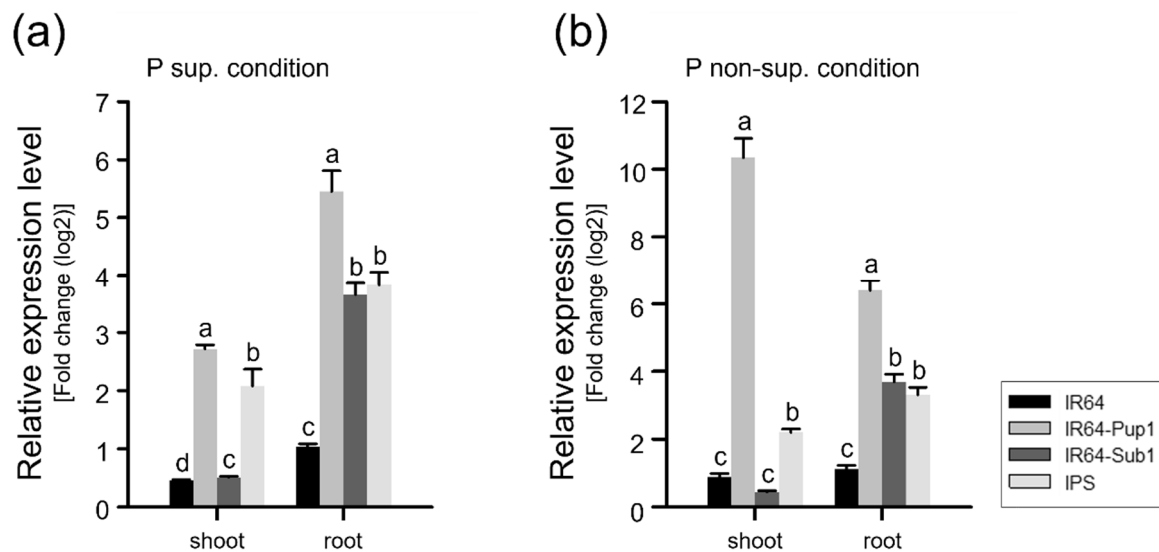 (a)
P sup. condition
Relative expression level
[Fold change (log2)]
7
6
5
4
3
2
1
0
d
a
c
b
c
a
b
b
shoot
root
(b)
P non-sup. condition
Relative expression level
[Fold change (log2)]
12
10
8
6
4
2
0
c
a
c
b
c
a
b
b
shoot
root
IR64
IR64-Pup1
IR64-Sub1
IPS